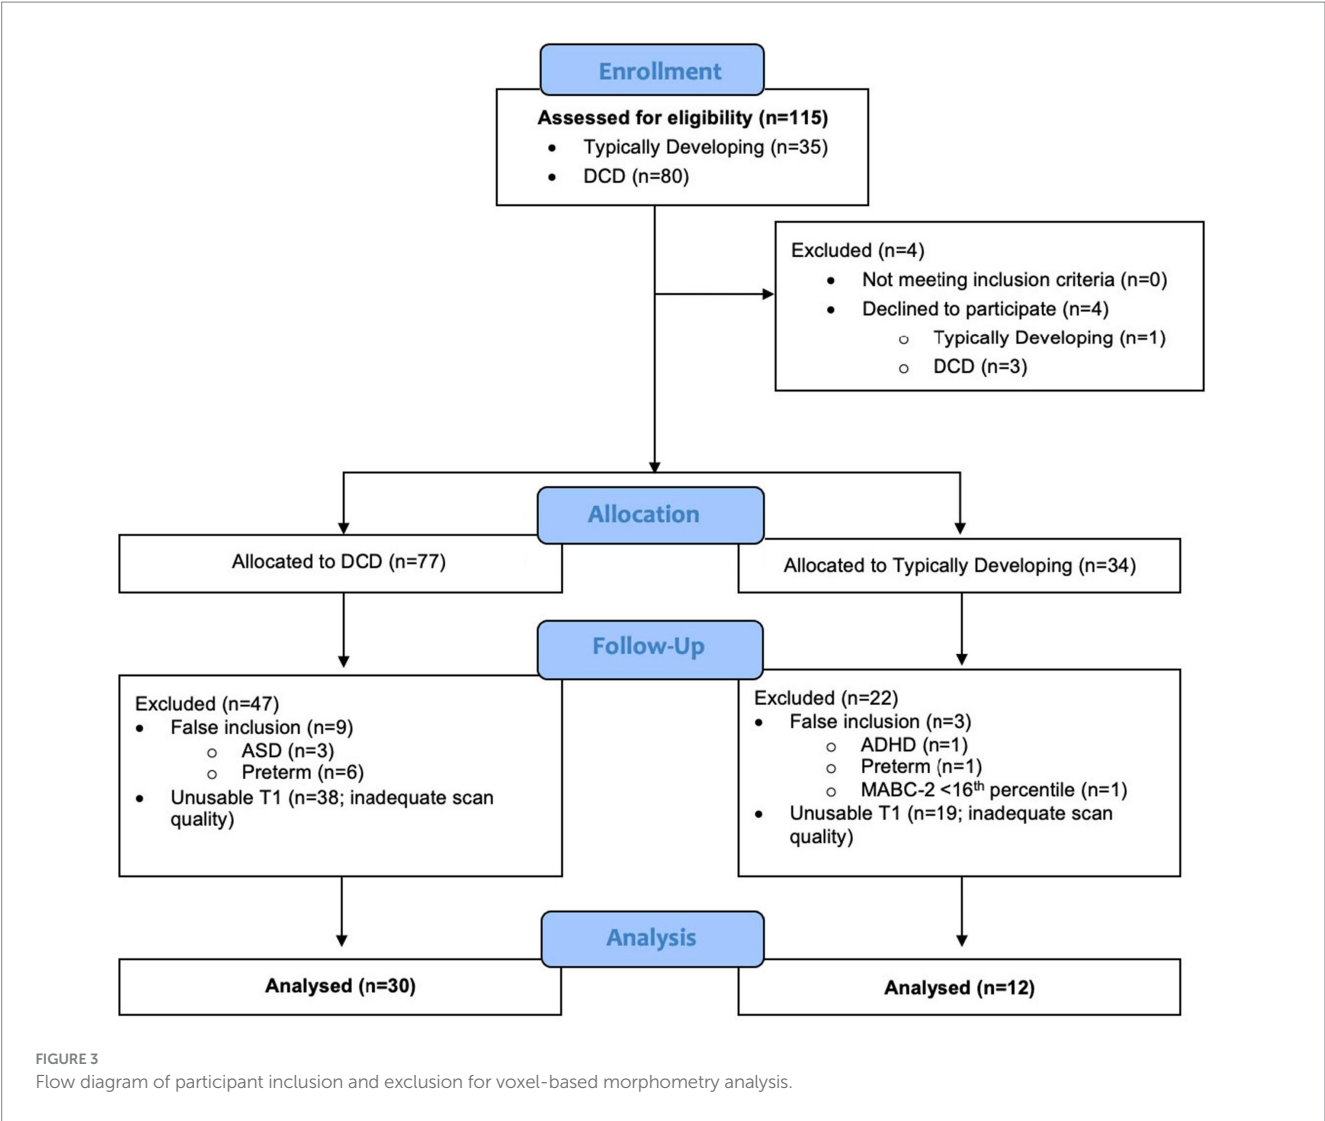 Enrollment
Assessed for eligibility (n=115)
• Typically Developing (n=35)
• DCD (n=80)
Excluded (n=4)
• Not meeting inclusion criteria (n=0)
• Declined to participate (n=4)
o Typically Developing (n=1)
o DCD (n=3)
Allocation
Allocated to DCD (n=77)
Allocated to Typically Developing (n=34)
Follow-Up
Excluded (n=47)
• False inclusion (n=9)
o ASD (n=3)
o Preterm (n=6)
• Unusable T1 (n=38; inadequate scan
quality)
Excluded (n=22)
• False inclusion (n=3)
o ADHD (n=1)
o Preterm (n=1)
o MABC-2 <16th percentile (n=1)
• Unusable T1 (n=19; inadequate scan
quality)
Analysis
Analysed (n=30)
Analysed (n=12)
FIGURE 3
Flow diagram of participant inclusion and exclusion for voxel-based morphometry analysis.